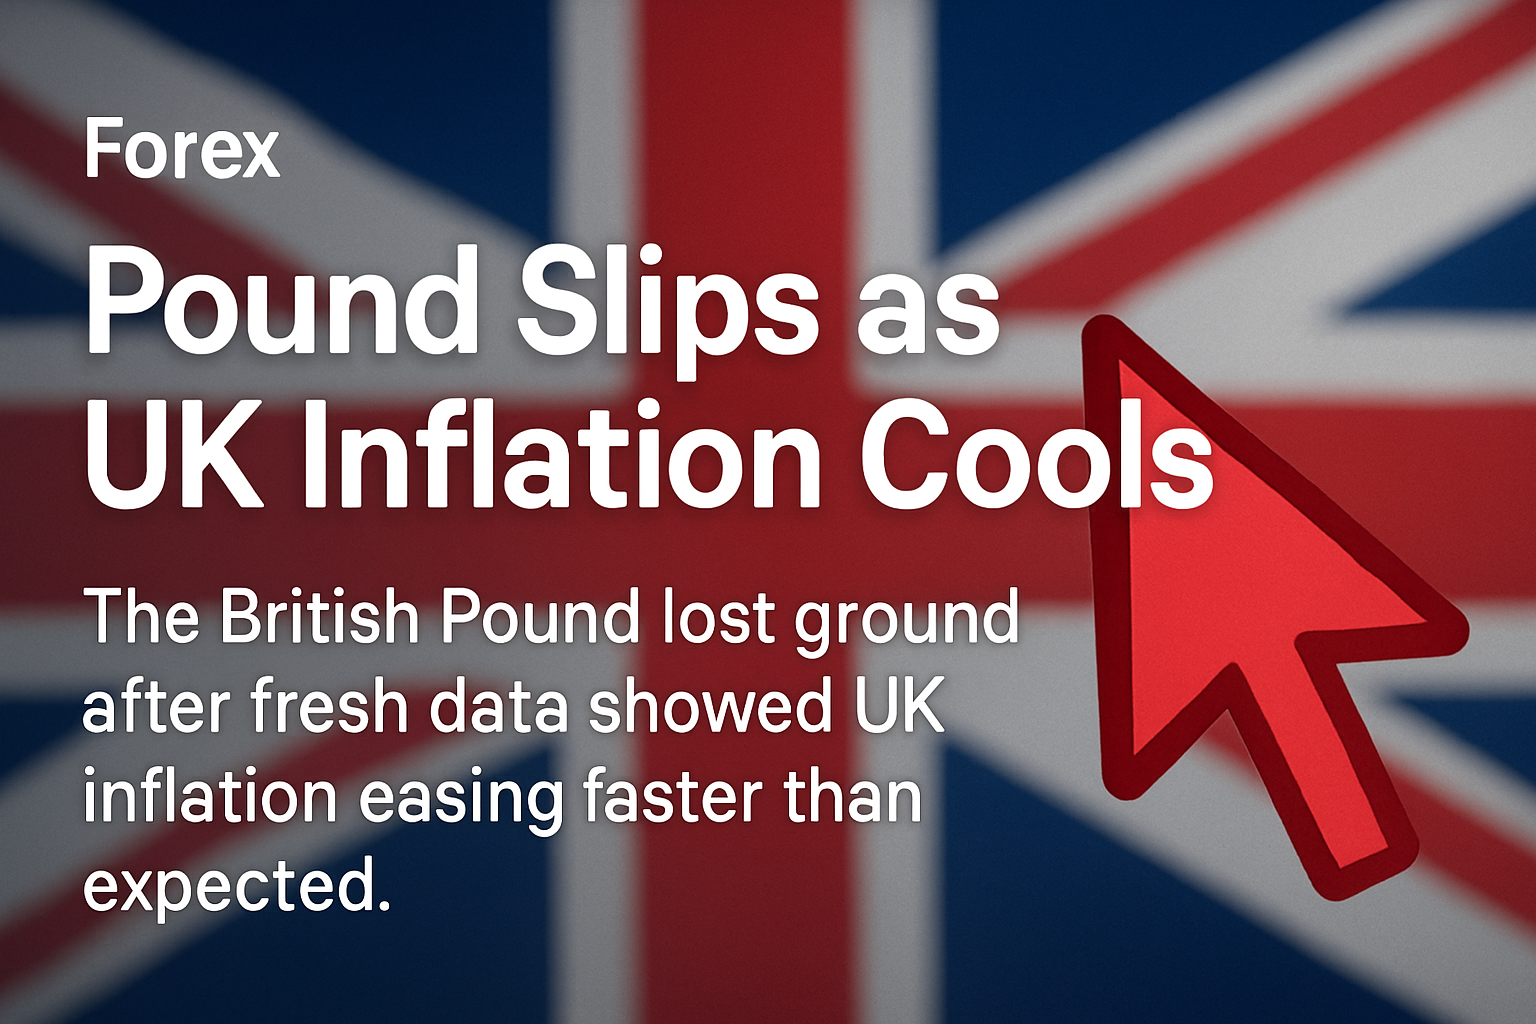 Forex
Pound Slips as
UK Inflation Cools
The British Pound lost ground
after fresh data showed UK
inflation easing faster than
expected.